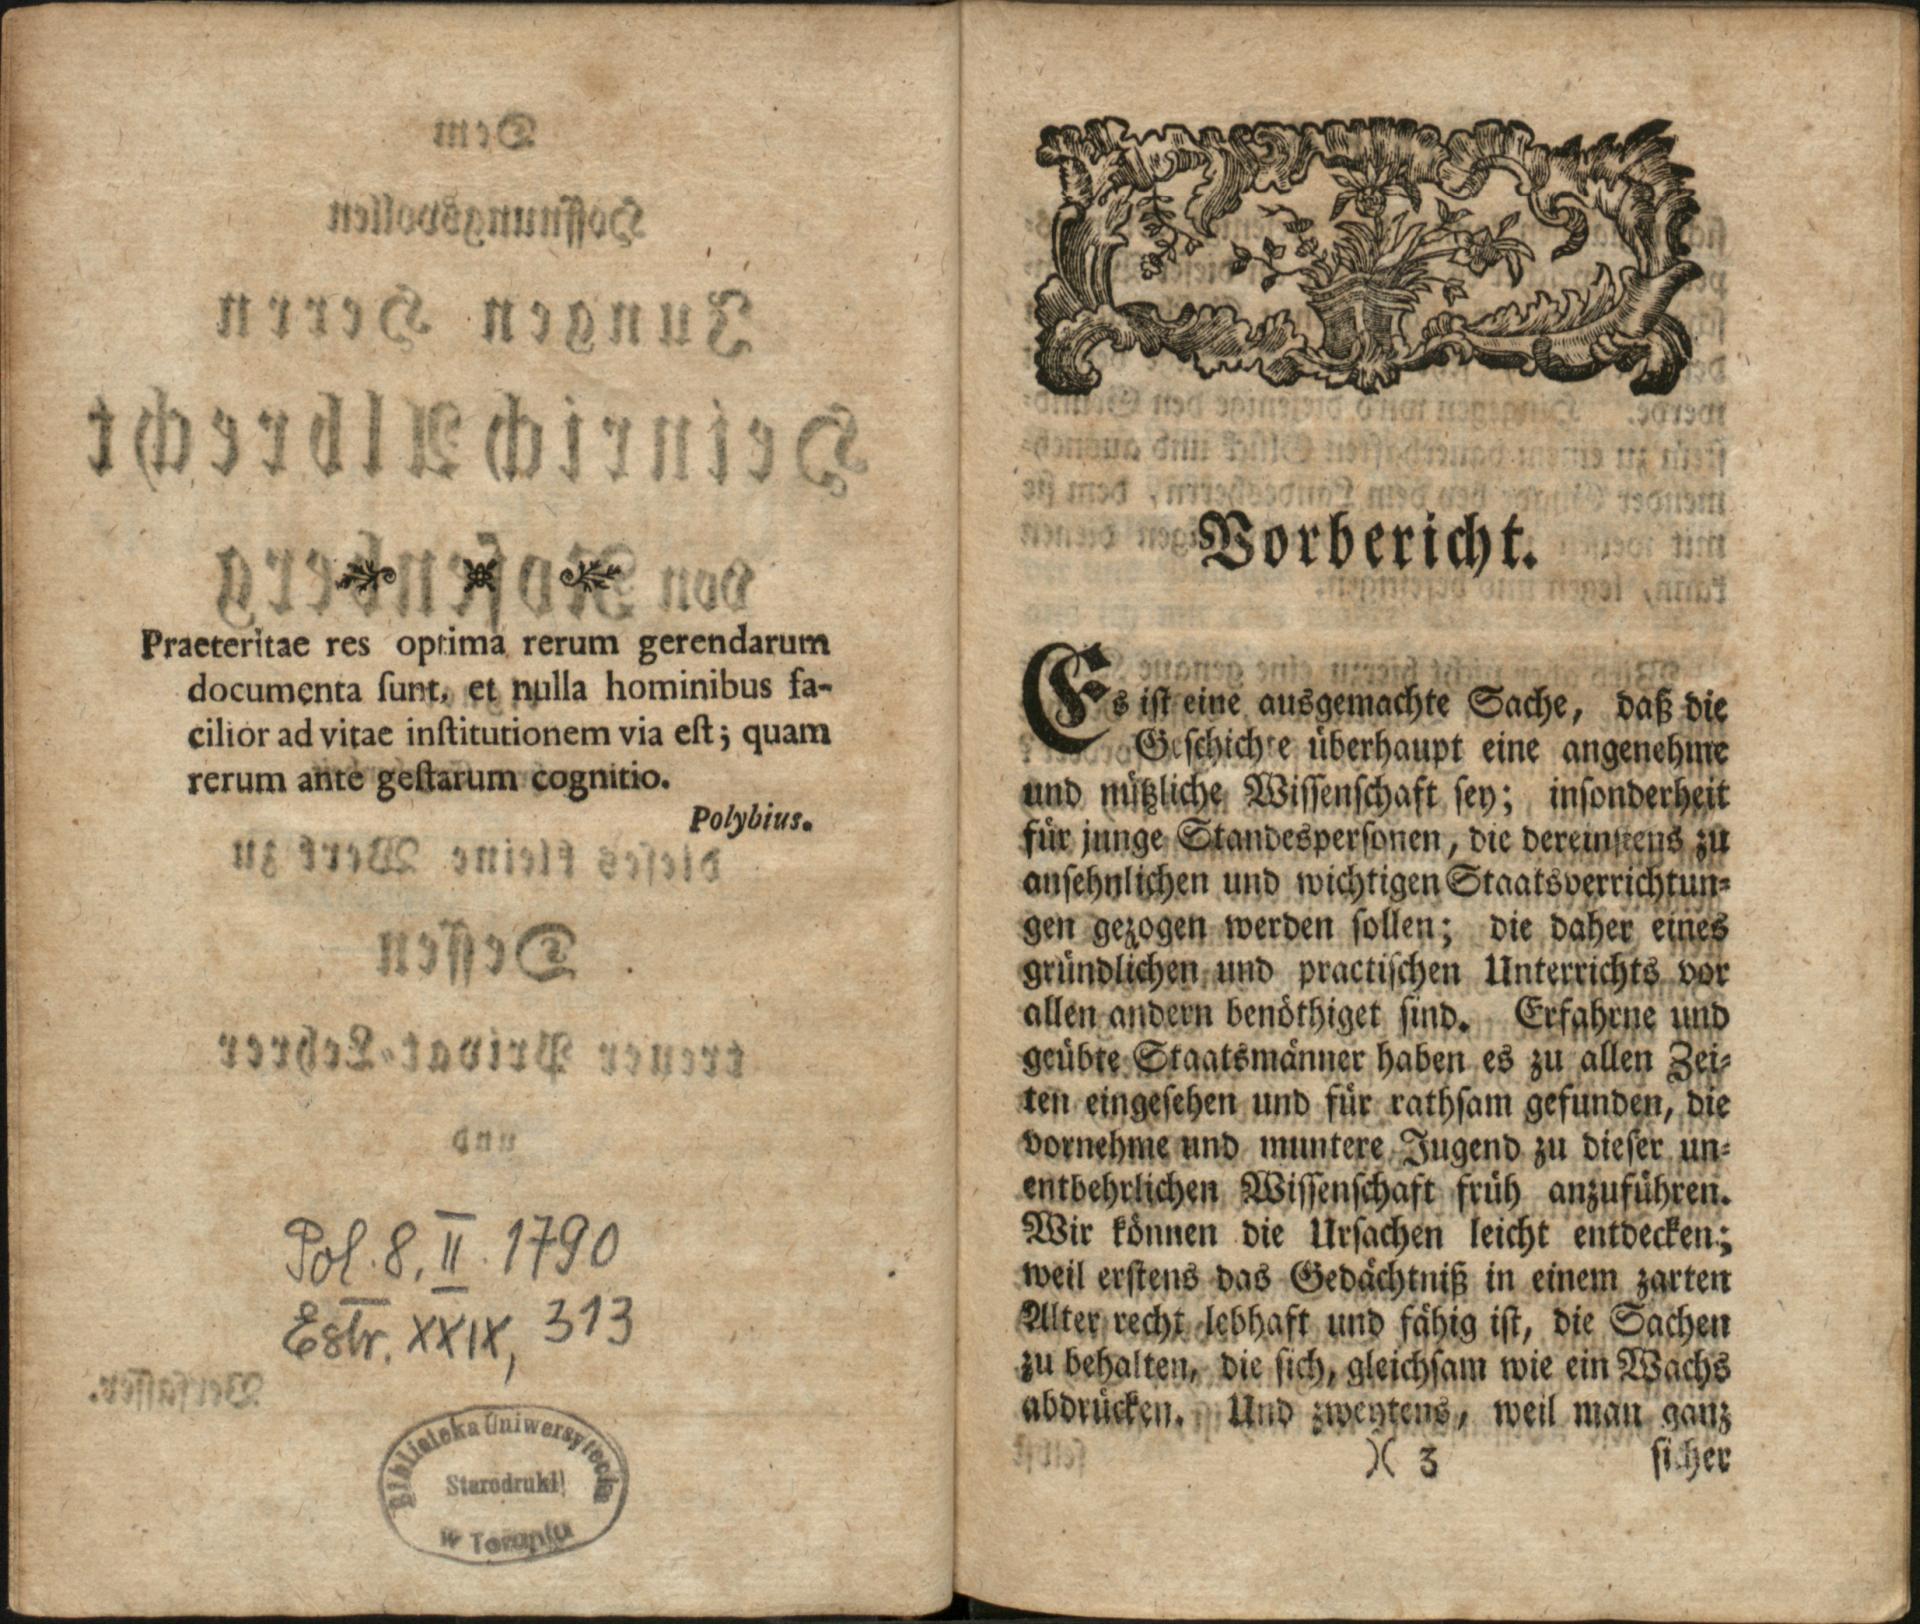 Praeteritae res optima rerum gerendarum
documenta ſunt, et nulla hominibus fa-
cilior ad vitae inſtitutionem via eſt; quam
rerum ante geſtarum cognitio.
Polybius.
Pol. 8. II. 1790
Estr. XXIX, 313
Biblioteka Uniwersytecka
Starodruki
w Toruniu
Vorbericht.
Es iſt eine ausgemachte Sache, daß die
Geſchichte überhaupt eine angenehme
und nützliche Wiſſenſchaft ſey; inſonderheit
für junge Standesperſonen, die dereinſtens zu
anſehnlichen und wichtigen Staatsverrichtun-
gen gezogen werden ſollen; die daher eines
gründlichen und practiſchen Unterrichts vor
allen andern benöthiget ſind. Erfahrne und
geübte Staatsmänner haben es zu allen Zei-
ten eingeſehen und für rathſam gefunden, die
vornehme und muntere Jugend zu dieſer un-
entbehrlichen Wiſſenſchaft früh anzuführen.
Wir können die Urſachen leicht entdecken;
weil erſtens das Gedächtniß in einem zarten
Alter recht lebhaft und fähig iſt, die Sachen
zu behalten, die ſich, gleichſam wie ein Wachs
abdrücken. Und zweytens, weil man ganz
)( 3
ſicher